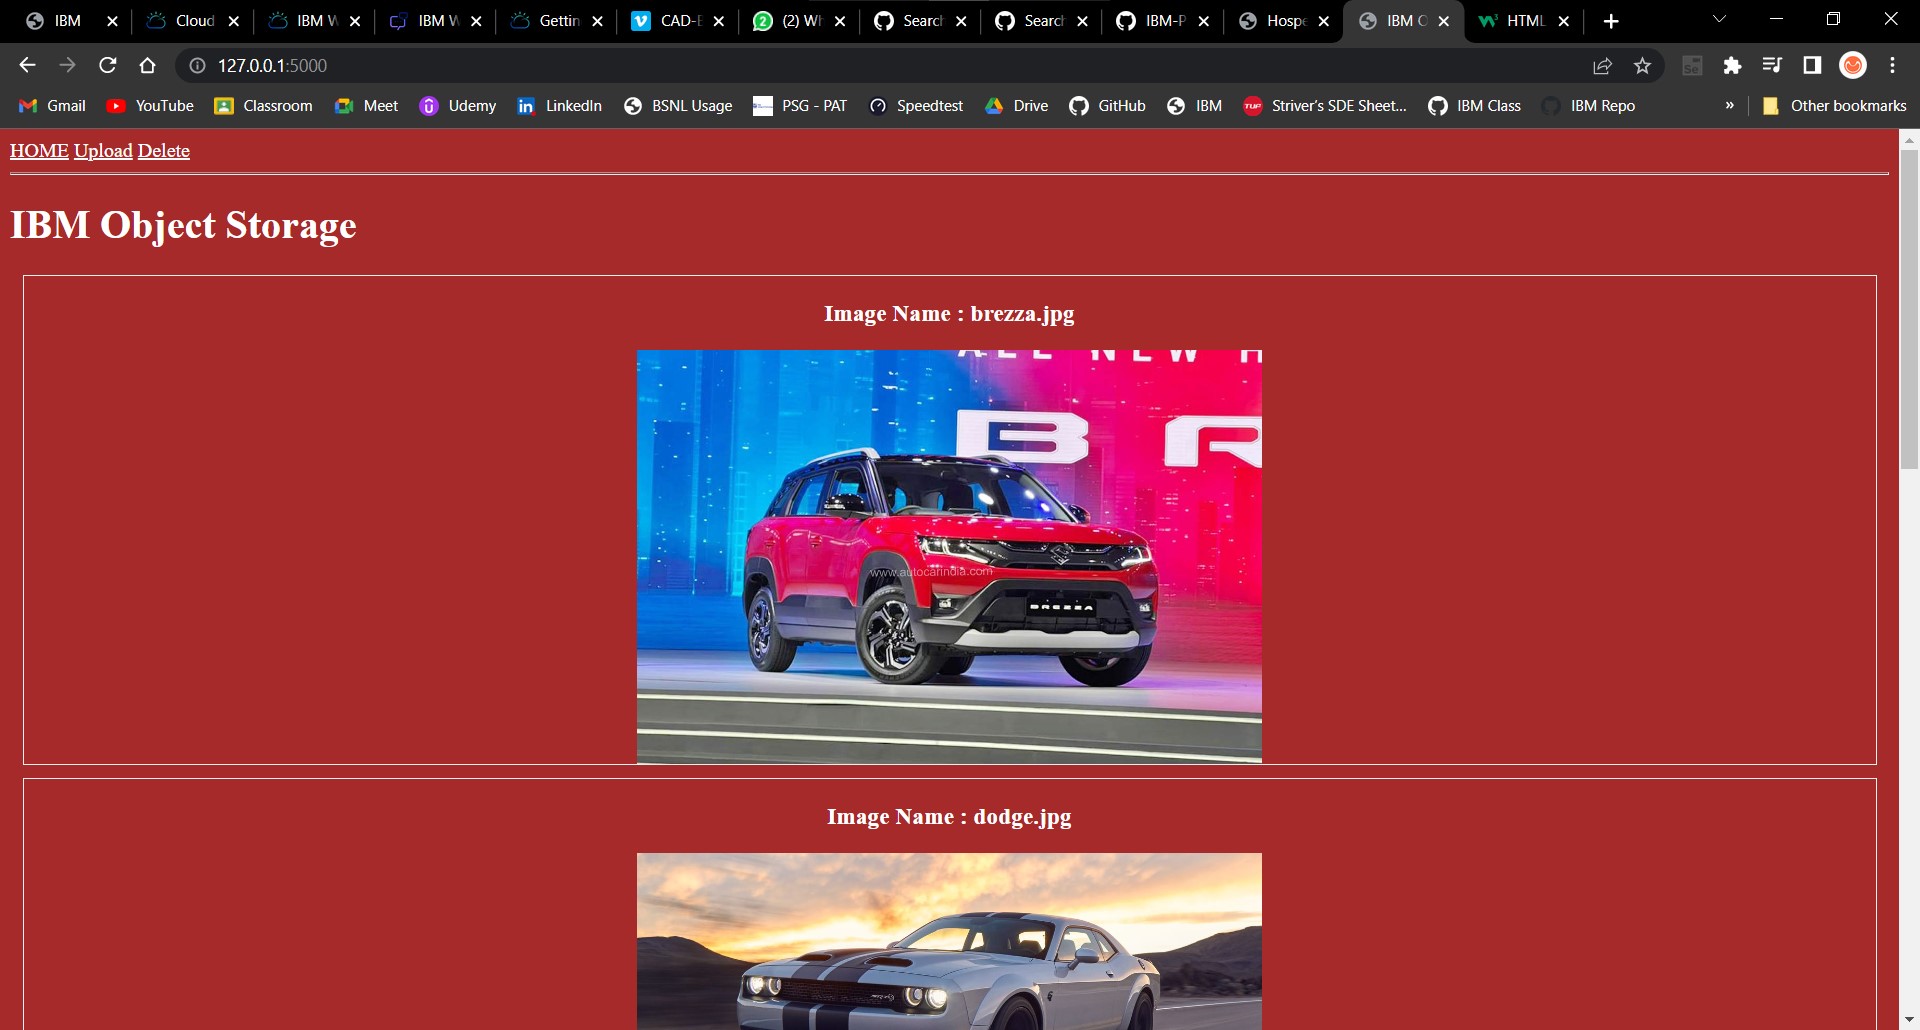 IBM
Cloud
IBM W
IBM W
Gettin
CAD-E
(2) Wh
Search
Search
IBM-P
Hospe
IBM O
HTML
127.0.0.1:5000
Gmail
YouTube
Classroom
Meet
Udemy
LinkedIn
BSNL Usage
PSG - PAT
Speedtest
Drive
GitHub
IBM
Striver's SDE Sheet...
IBM Class
IBM Repo
»
Other bookmarks
HOME Upload Delete
IBM Object Storage
Image Name : brezza.jpg
ALL NEW H
BR
www.autocarindia.com
BREZZA
Image Name : dodge.jpg